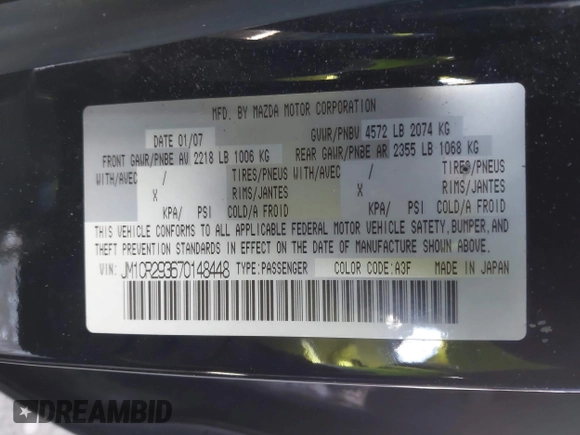 MFD. BY MAZDA MOTOR CORPORATION
DATE 01/07 GVWR/PNBV 4572 LB 2074 KG
FRONT GAWR/PNBE AV 2218 LB 1006 KG REAR GAWR/PNBE AR 2355 LB 1068 KG
WITH/AVEC / TIRES/PNEUS WITH/AVEC / TIRES/PNEUS
X RIMS/JANTES X RIMS/JANTES
KPA/ PSI COLD/A FROID KPA/ PSI COLD/A FROID
THIS VEHICLE CONFORMS TO ALL APPLICABLE FEDERAL MOTOR VEHICLE SAFETY, BUMPER, AND
THEFT PREVENTION STANDARDS IN EFFECT ON THE DATE OF MANUFACTURE SHOWN ABOVE.
VIN: JM1CR293570148448 TYPE:PASSENGER COLOR CODE:A3F MADE IN JAPAN
DREAMBID